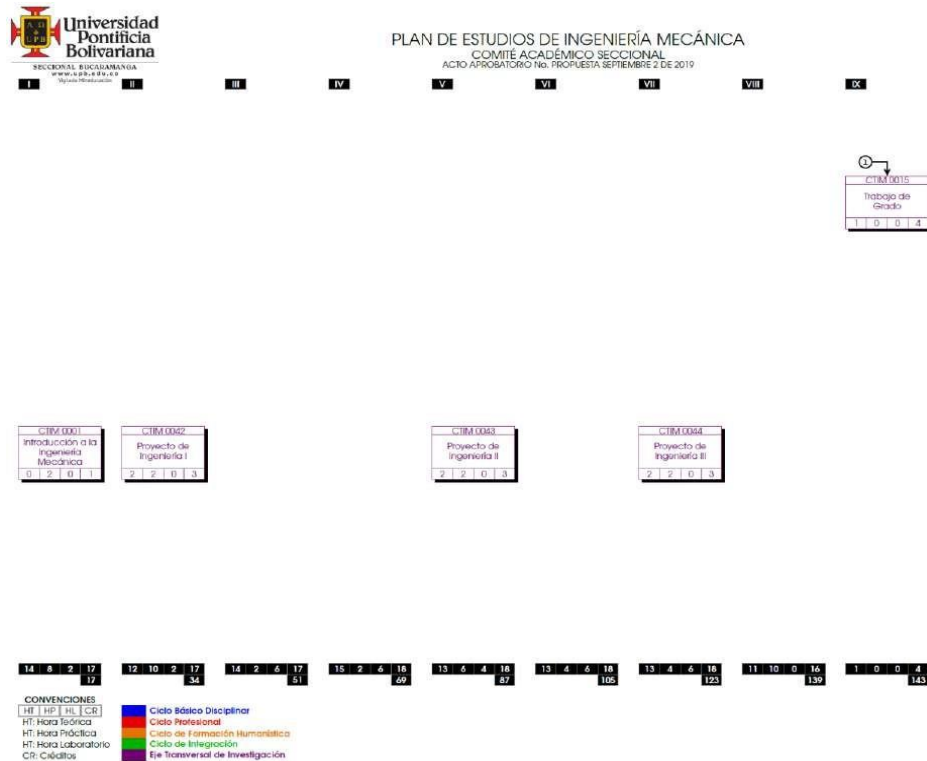 Universidad
Pontificia
Bolivariana
SECCIONAL BUCARAMANGA
www.upb.edu.co
Vigilada Mineducación
PLAN DE ESTUDIOS DE INGENIERÍA MECÁNICA
COMITÉ ACADÉMICO SECCIONAL
ACTO APROBATORIO No. PROPUESTA SEPTIEMBRE 2 DE 2019
I II III IV V VI VII VIII IX
1
CTIM 0015
Trabajo de
Grado
1 0 0 4
CTIM 0001
Introducción a la
Ingeniería
Mecánica
0 2 0 1
CTIM 0042
Proyecto de
Ingeniería I
2 2 0 3
CTIM 0043
Proyecto de
Ingeniería II
2 2 0 3
CTIM 0044
Proyecto de
Ingeniería III
2 2 0 3
14 8 2 17 12 10 2 17 14 2 6 17 15 2 6 18 13 6 4 18 13 4 6 18 13 4 6 18 11 10 0 16 1 0 0 4
17 34 51 69 87 105 123 139 143
CONVENCIONES
HT HP HL CR
HT: Hora Teórica
HT: Hora Práctica
HT: Hora Laboratorio
CR: Créditos
Ciclo Básico Disciplinar
Ciclo Profesional
Ciclo de Formación Humanística
Ciclo de Integración
Eje Transversal de Investigación